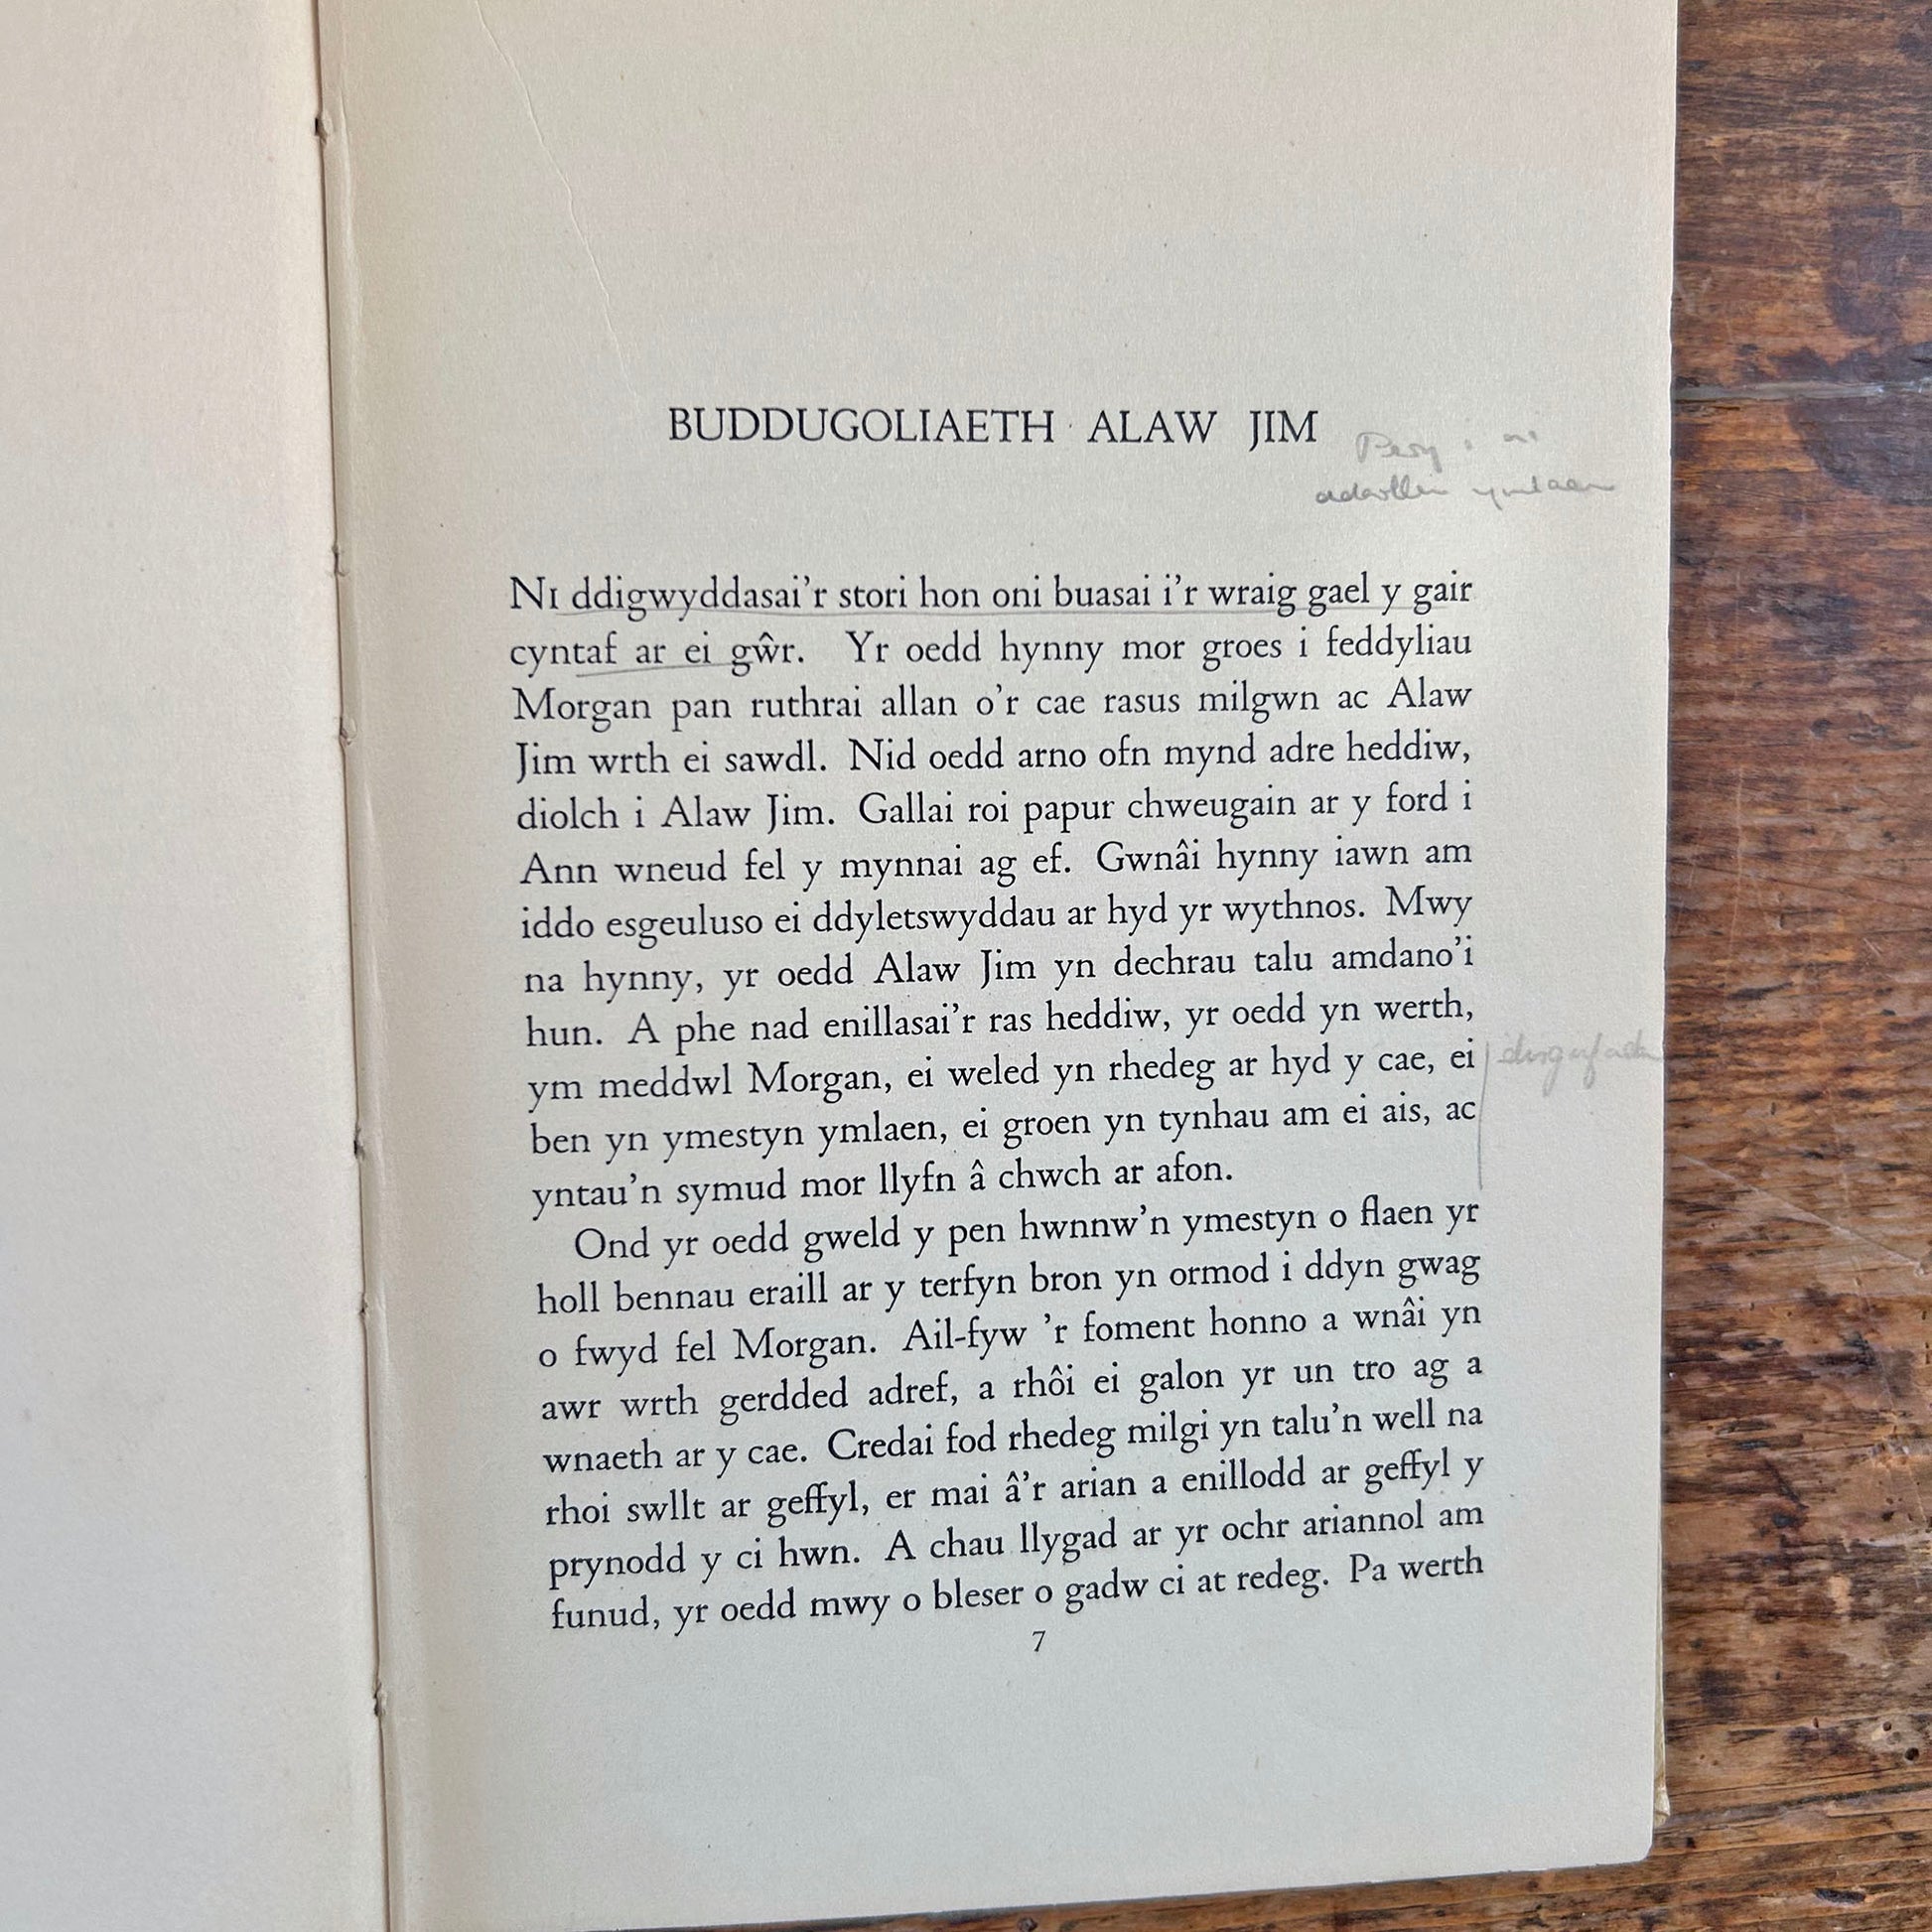 BUDDUGOLIAETH ALAW JIM
ymlaen
Ni ddigwyddasai'r stori hon oni buasai i'r wraig gael y gair
cyntaf ar ei gŵr. Yr oedd hynny mor groes i feddyliau
Morgan pan ruthrai allan o'r cae rasus milgwn ac Alaw
Jim wrth ei sawdl. Nid oedd arno ofn mynd adre heddiw,
diolch i Alaw Jim. Gallai roi papur chweugain ar y ford i
Ann wneud fel y mynnai ag ef. Gwnâi hynny iawn am
iddo esgeuluso ei ddyletswyddau ar hyd yr wythnos. Mwy
na hynny, yr oedd Alaw Jim yn dechrau talu amdano'i
hun. A phe nad enillasai'r ras heddiw, yr oedd yn werth,
ym meddwl Morgan, ei weled yn rhedeg ar hyd y cae, ei
ben yn ymestyn ymlaen, ei groen yn tynhau am ei ais, ac
yntau'n symud mor llyfn â chwch ar afon.
Ond yr oedd gweld y pen hwnnw'n ymestyn o flaen yr
holl bennau eraill ar y terfyn bron yn ormod i ddyn gwag
o fwyd fel Morgan. Ail-fyw 'r foment honno a wnâi yn
awr wrth gerdded adref, a rhôi ei galon yr un tro ag a
wnaeth ar y cae. Credai fod rhedeg milgi yn talu'n well na
rhoi swllt ar geffyl, er mai â'r arian a enillodd ar geffyl y
prynodd y ci hwn. A chau llygad ar yr ochr ariannol am
funud, yr oedd mwy o bleser o gadw ci at redeg. Pa werth
7